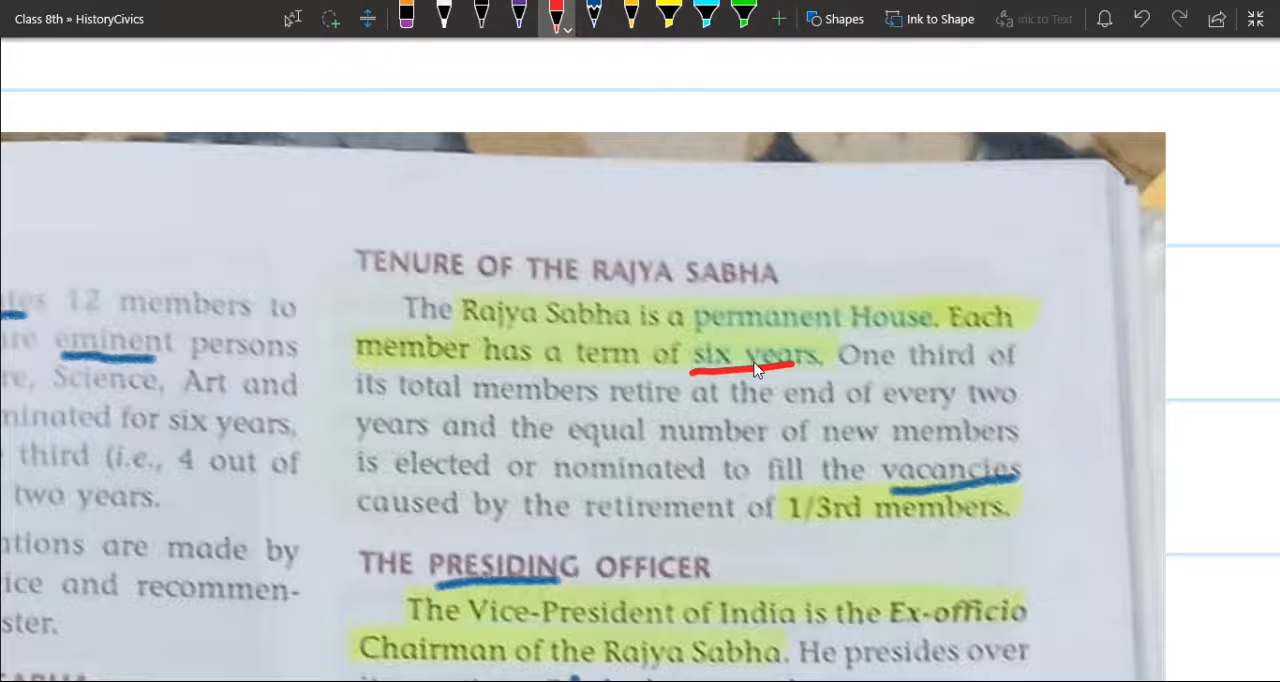 Class 8th » HistoryCivics
Shapes
Ink to Shape
Ink to Text
12 members to
eminent persons
Science, Art and
for six years,
third (i.e., 4 out of
two years.
are made by
and recommen-
TENURE OF THE RAJYA SABHA
The Rajya Sabha is a permanent House. Each
member has a term of six years. One third of
its total members retire at the end of every two
years and the equal number of new members
is elected or nominated to fill the vacancies
caused by the retirement of 1/3rd members.
THE PRESIDING OFFICER
The Vice-President of India is the Ex-officio
Chairman of the Rajya Sabha. He presides over